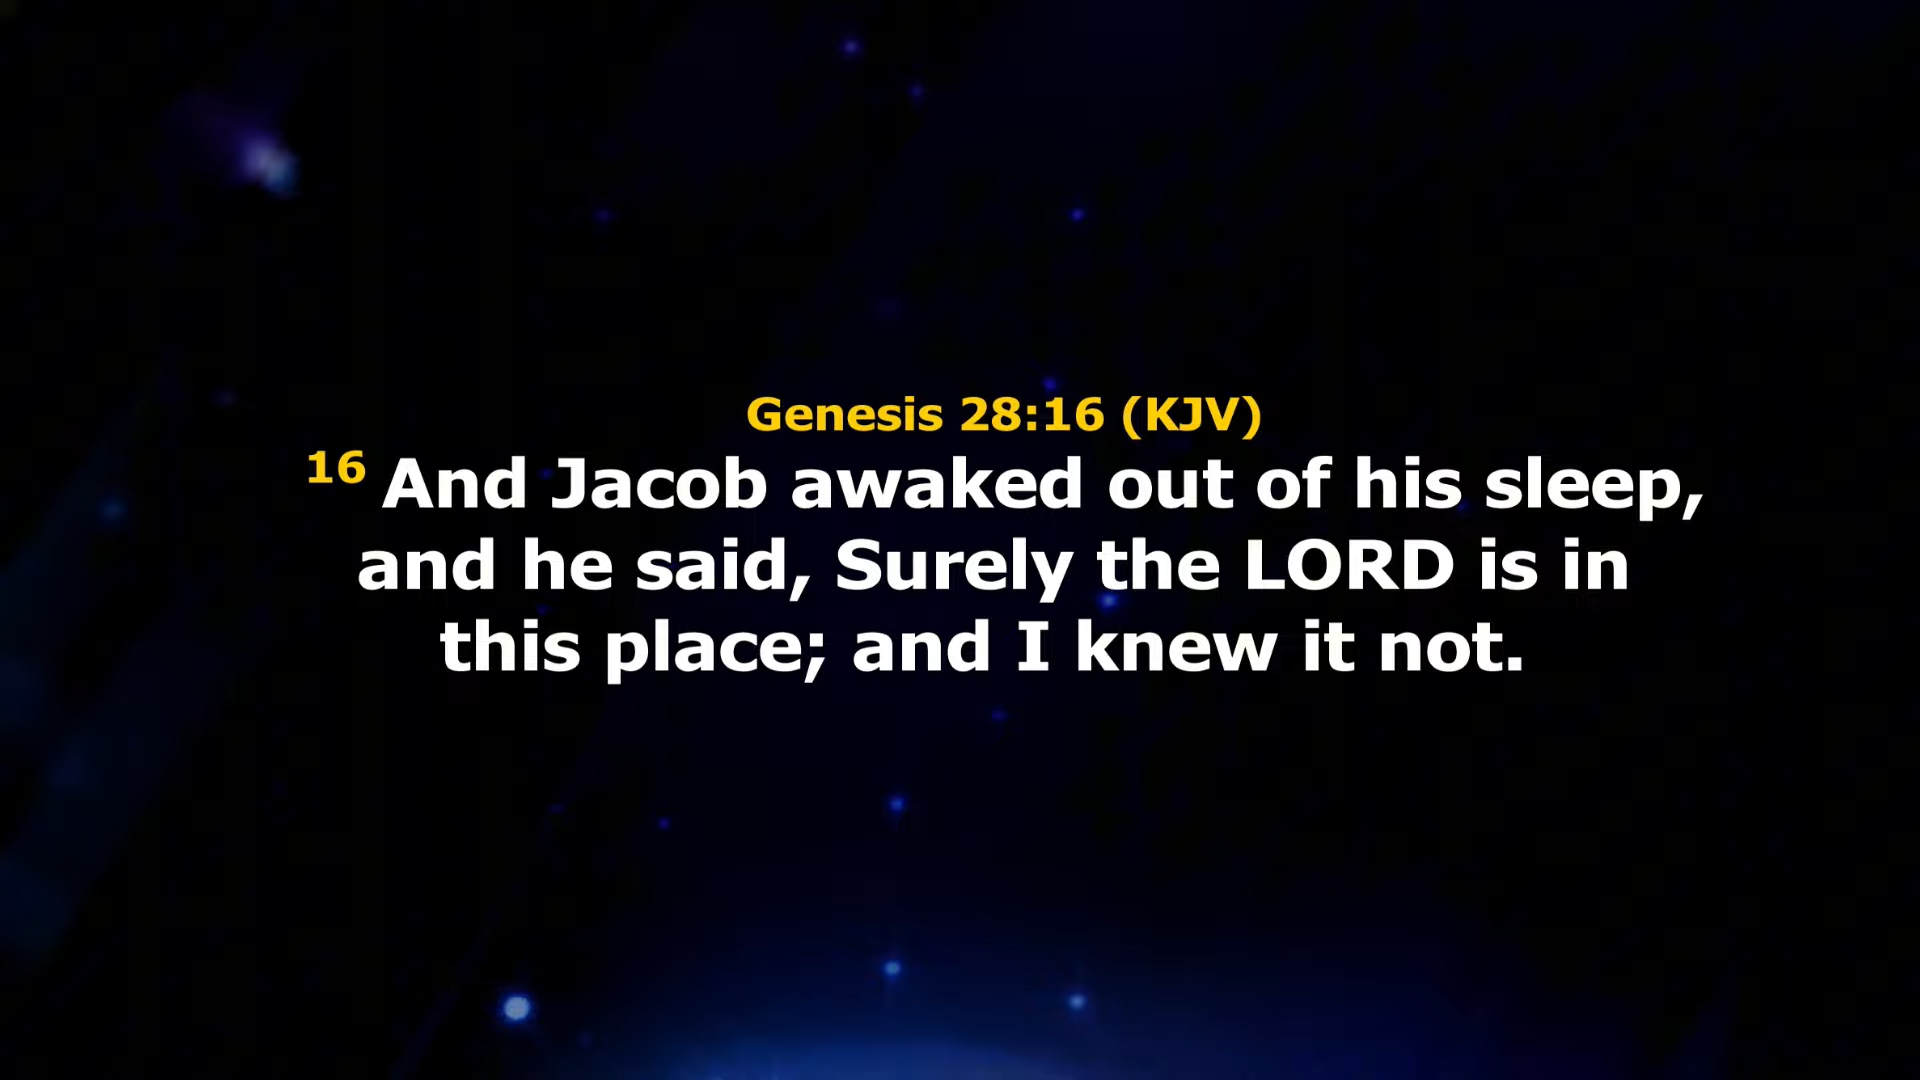 Genesis 28:16 (KJV)
16 And Jacob awaked out of his sleep,
and he said, Surely the LORD is in
this place; and I knew it not.